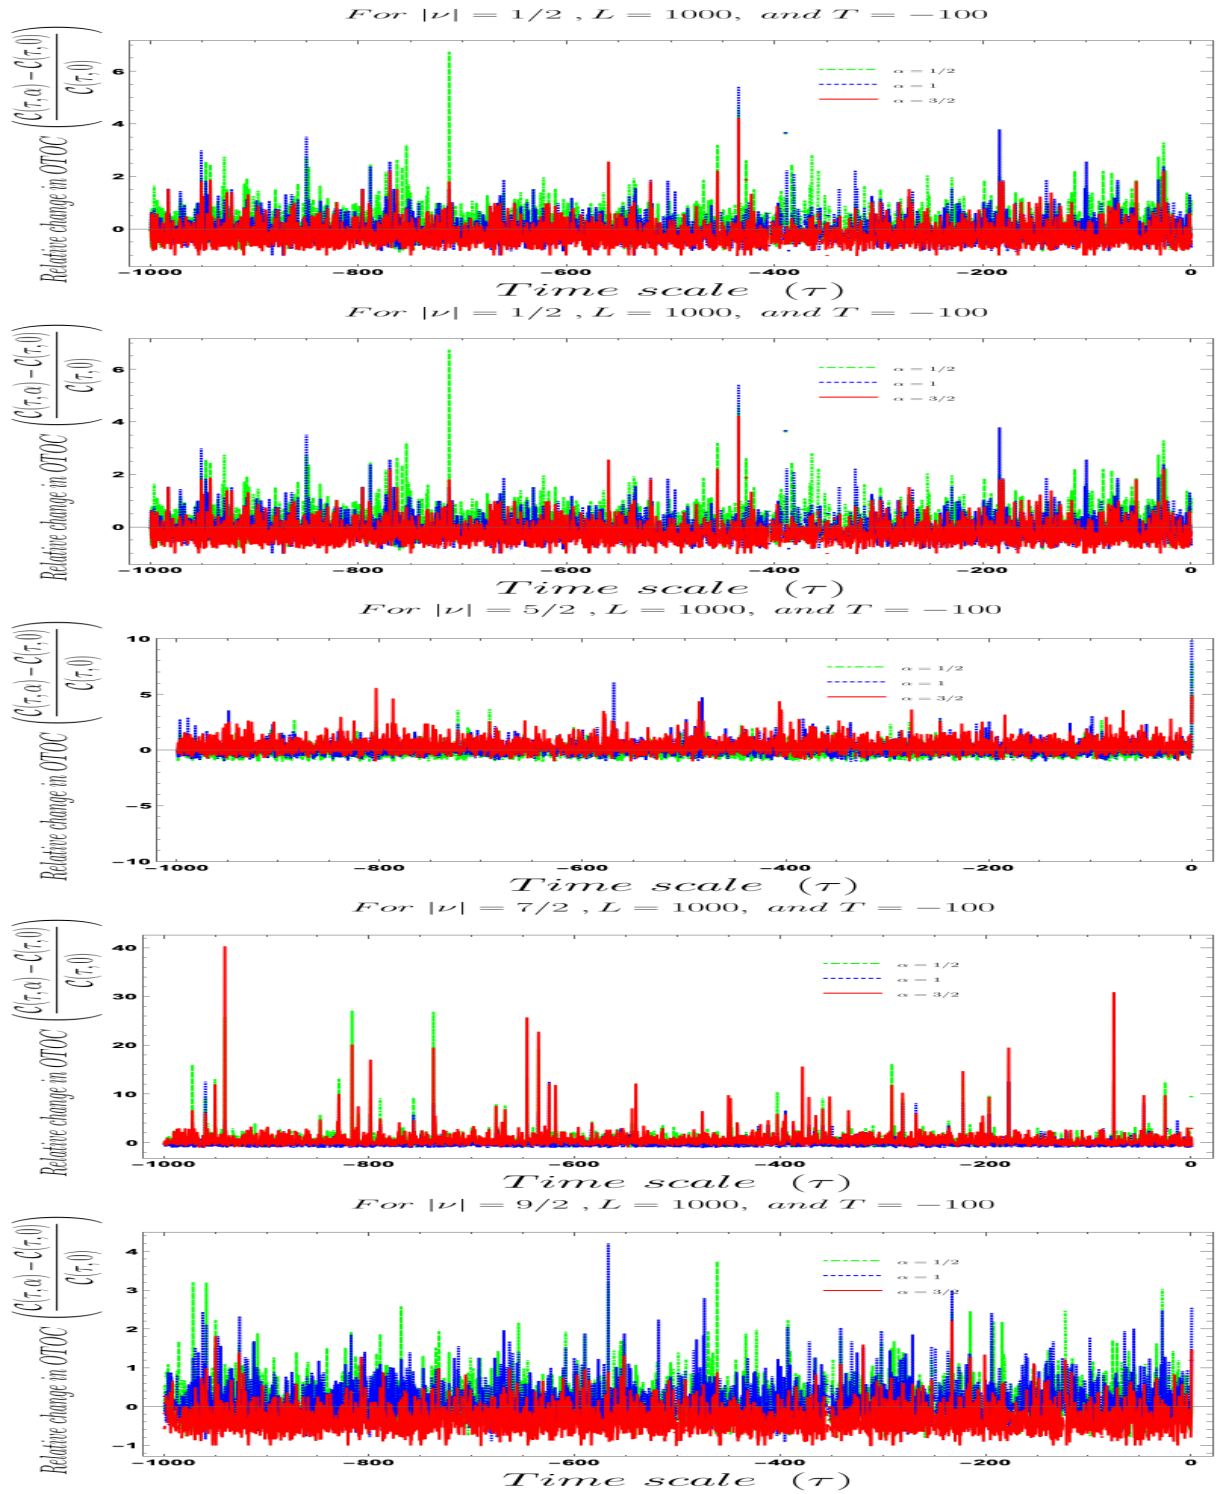 For |ν| = 1/2 , L = 1000, and T = −100
Relative change in OTOC (C(τ,α) − C(τ,0) / C(τ,0))
6
4
2
0
α = 1/2
α = 1
α = 3/2
−1000 −800 −600 −400 −200 0
Time scale (τ)
For |ν| = 1/2 , L = 1000, and T = −100
Relative change in OTOC (C(τ,α) − C(τ,0) / C(τ,0))
6
4
2
0
α = 1/2
α = 1
α = 3/2
−1000 −800 −600 −400 −200 0
Time scale (τ)
For |ν| = 5/2 , L = 1000, and T = −100
Relative change in OTOC (C(τ,α) − C(τ,0) / C(τ,0))
10
5
0
−5
−10
α = 1/2
α = 1
α = 3/2
−1000 −800 −600 −400 −200 0
Time scale (τ)
For |ν| = 7/2 , L = 1000, and T = −100
Relative change in OTOC (C(τ,α) − C(τ,0) / C(τ,0))
40
30
20
10
0
α = 1/2
α = 1
α = 3/2
−1000 −800 −600 −400 −200 0
Time scale (τ)
For |ν| = 9/2 , L = 1000, and T = −100
Relative change in OTOC (C(τ,α) − C(τ,0) / C(τ,0))
4
3
2
1
0
−1
α = 1/2
α = 1
α = 3/2
−1000 −800 −600 −400 −200 0
Time scale (τ)